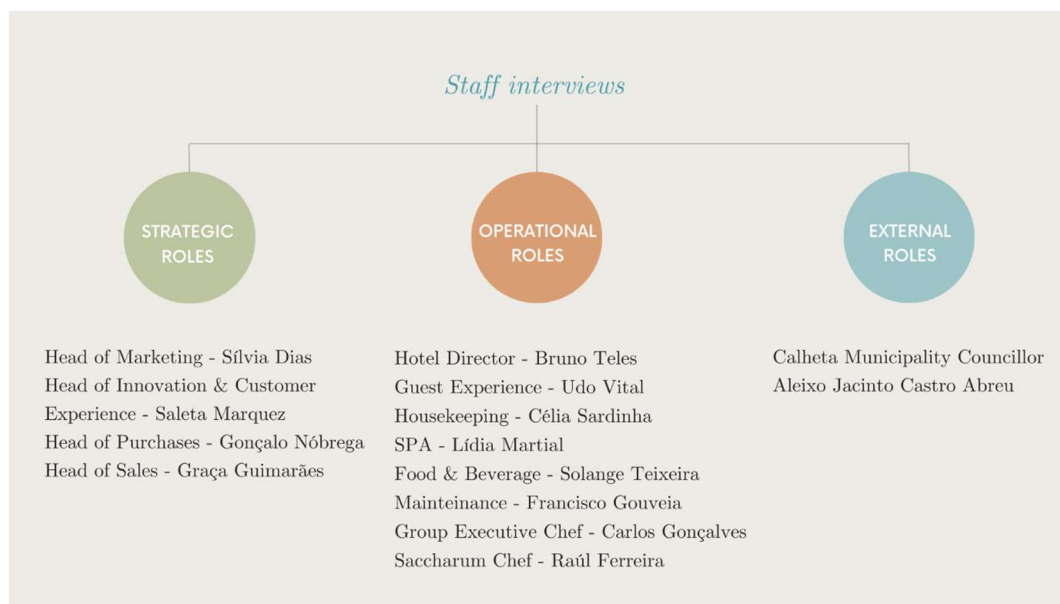 Staff interviews
STRATEGIC
ROLES
Head of Marketing - Sílvia Dias
Head of Innovation & Customer
Experience - Saleta Marquez
Head of Purchases - Gonçalo Nóbrega
Head of Sales - Graça Guimarães
OPERATIONAL
ROLES
Hotel Director - Bruno Teles
Guest Experience - Udo Vital
Housekeeping - Célia Sardinha
SPA - Lídia Martial
Food & Beverage - Solange Teixeira
Mainteinance - Francisco Gouveia
Group Executive Chef - Carlos Gonçalves
Saccharum Chef - Raúl Ferreira
EXTERNAL
ROLES
Calheta Municipality Councillor
Aleixo Jacinto Castro Abreu